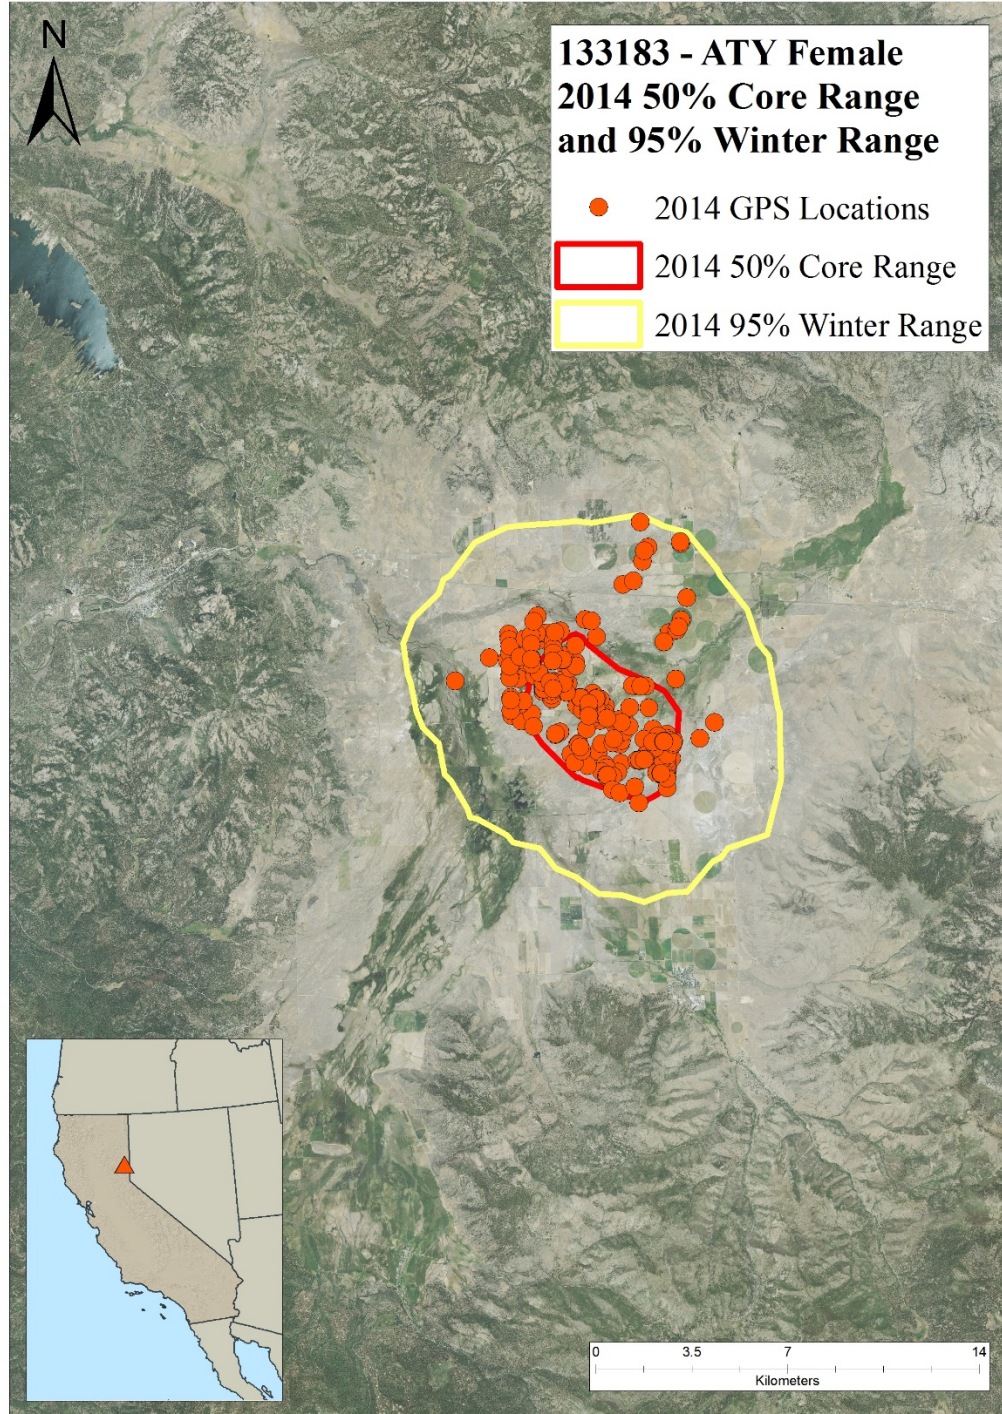 N
133183 - ATY Female
2014 50% Core Range
and 95% Winter Range
2014 GPS Locations
2014 50% Core Range
2014 95% Winter Range
0 3.5 7 14
Kilometers